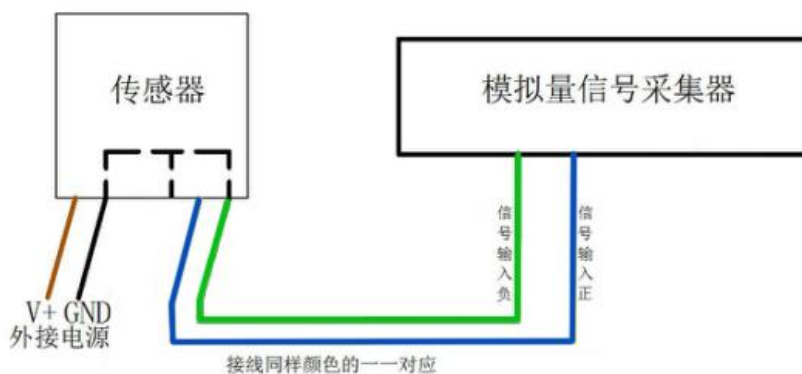 传感器
模拟量信号采集器
信号输入负
信号输入正
V+ GND
外接电源
接线同样颜色的一一对应